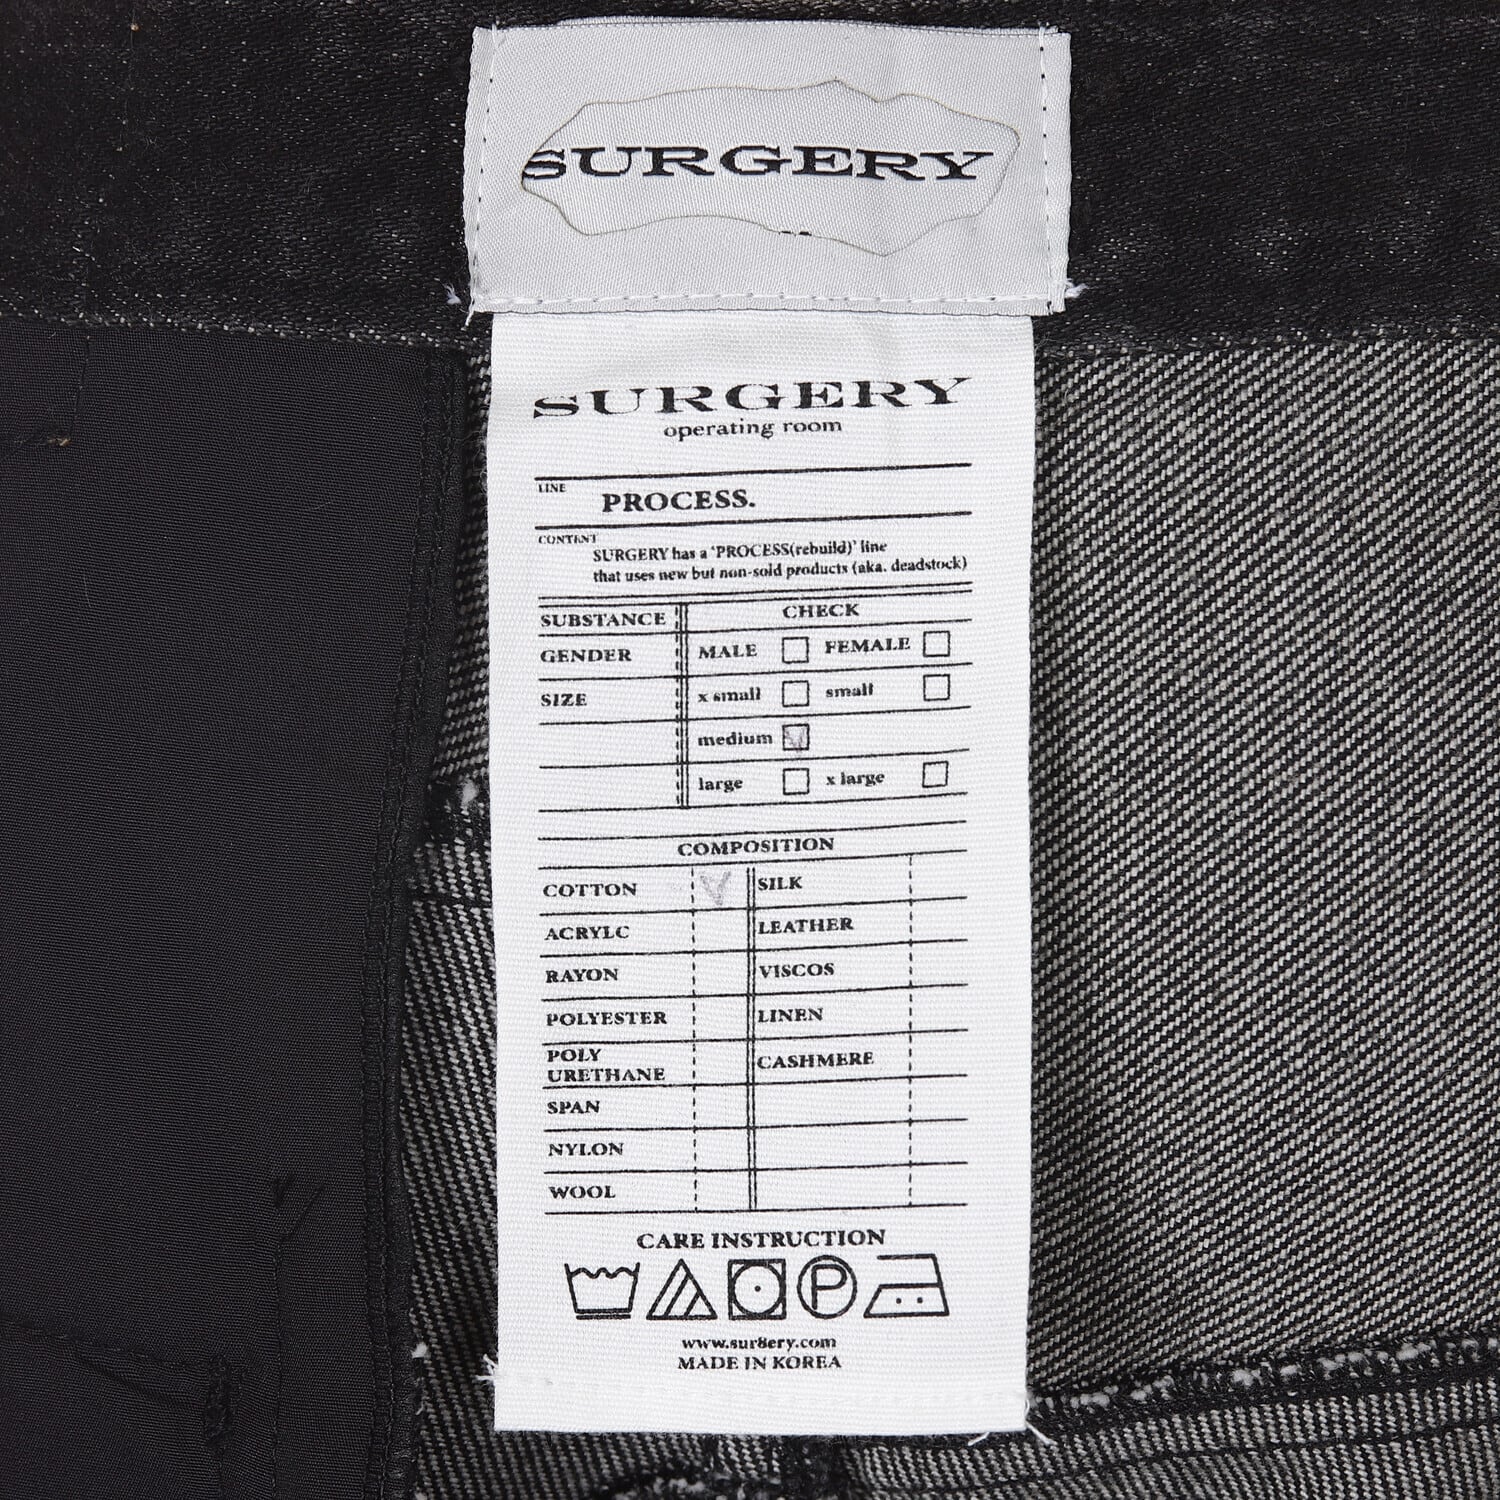 SURGERY
SURGERY
operating room
LINE
PROCESS.
CONTENT
SURGERY has a 'PROCESS(rebuild)' line
that uses new but non-sold products (aka. deadstock)
SUBSTANCE CHECK
GENDER MALE FEMALE
SIZE x small small
medium
large x large
COMPOSITION
COTTON SILK
ACRYLC LEATHER
RAYON VISCOS
POLYESTER LINEN
POLY
URETHANE CASHMERE
SPAN
NYLON
WOOL
CARE INSTRUCTION
P
www.sur8ery.com
MADE IN KOREA